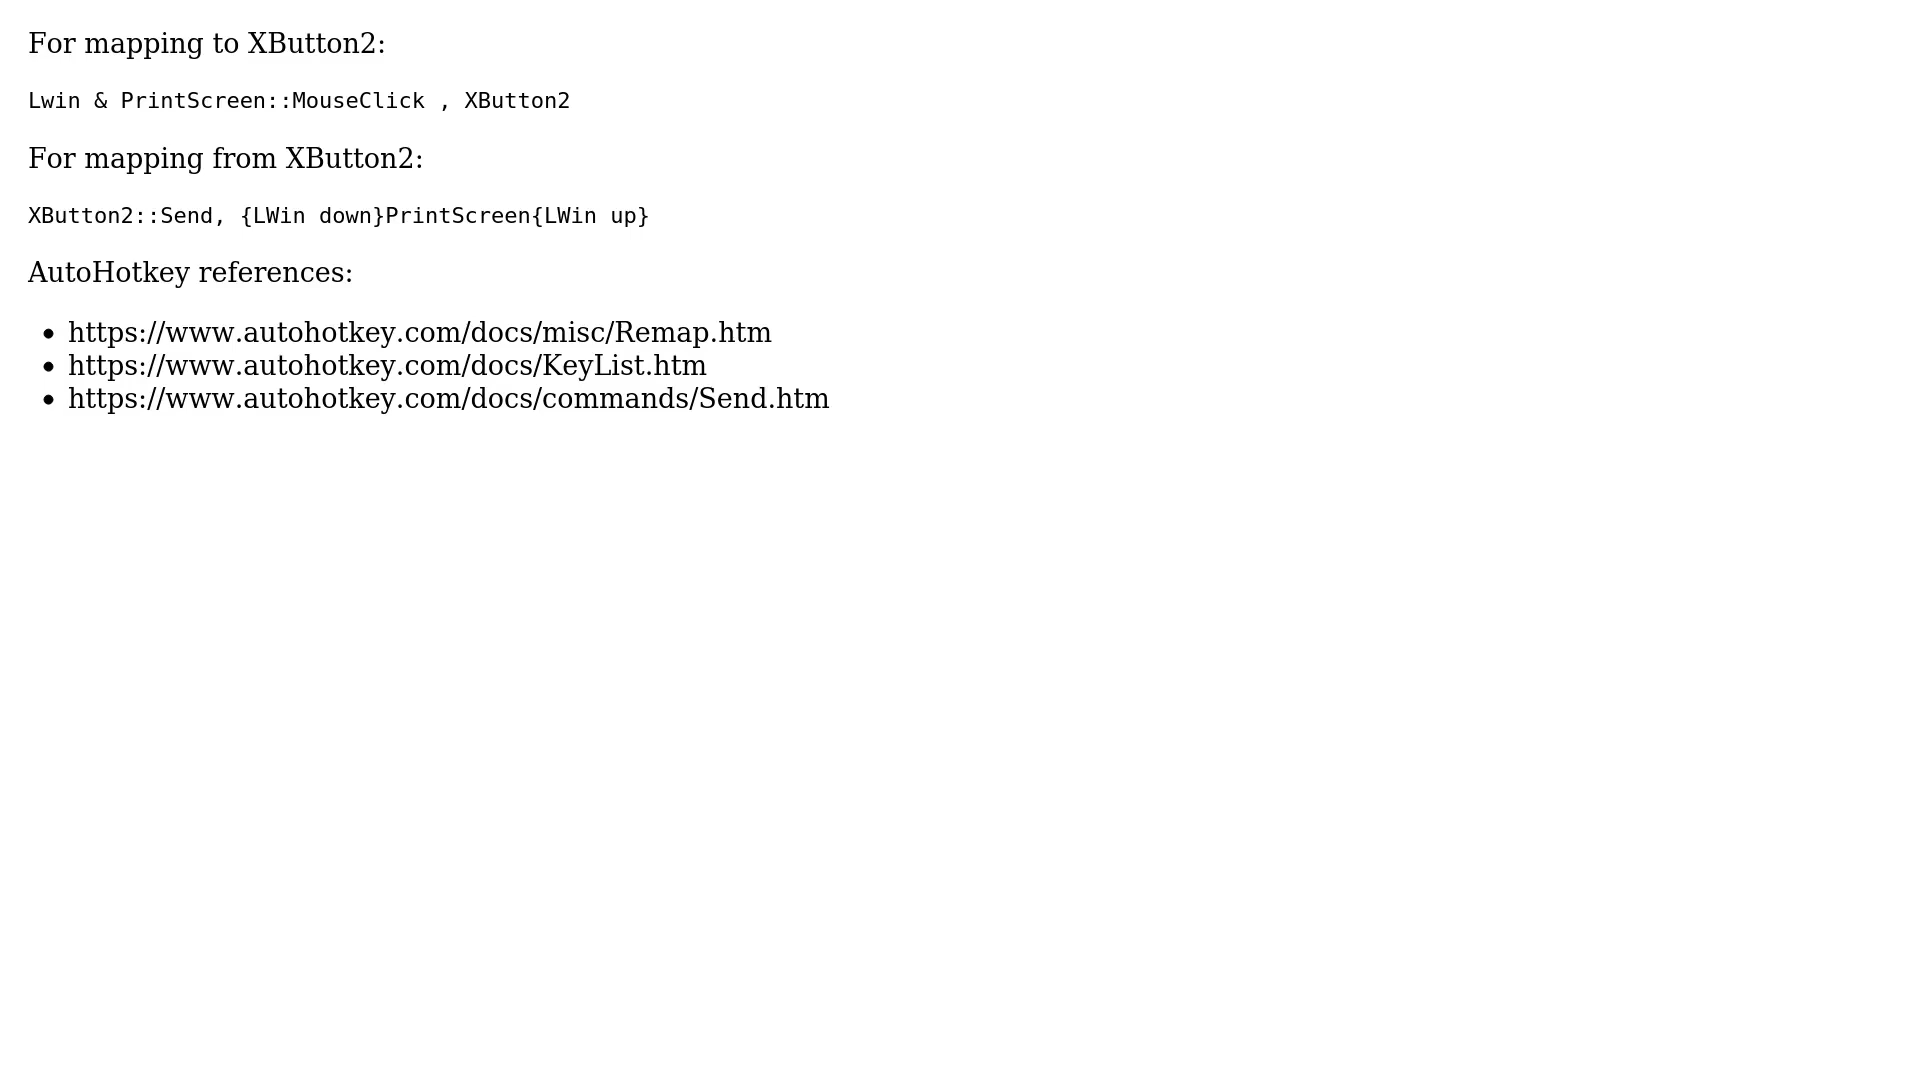 For mapping to XButton2:
Lwin & PrintScreen::MouseClick , XButton2
For mapping from XButton2:
XButton2::Send, {LWin down}PrintScreen{LWin up}
AutoHotkey references:
• https://www.autohotkey.com/docs/misc/Remap.htm
• https://www.autohotkey.com/docs/KeyList.htm
• https://www.autohotkey.com/docs/commands/Send.htm